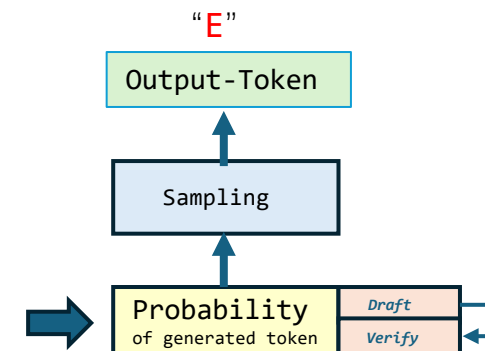 “E”
Output-Token
Sampling
Probability
of generated token
Draft
Verify